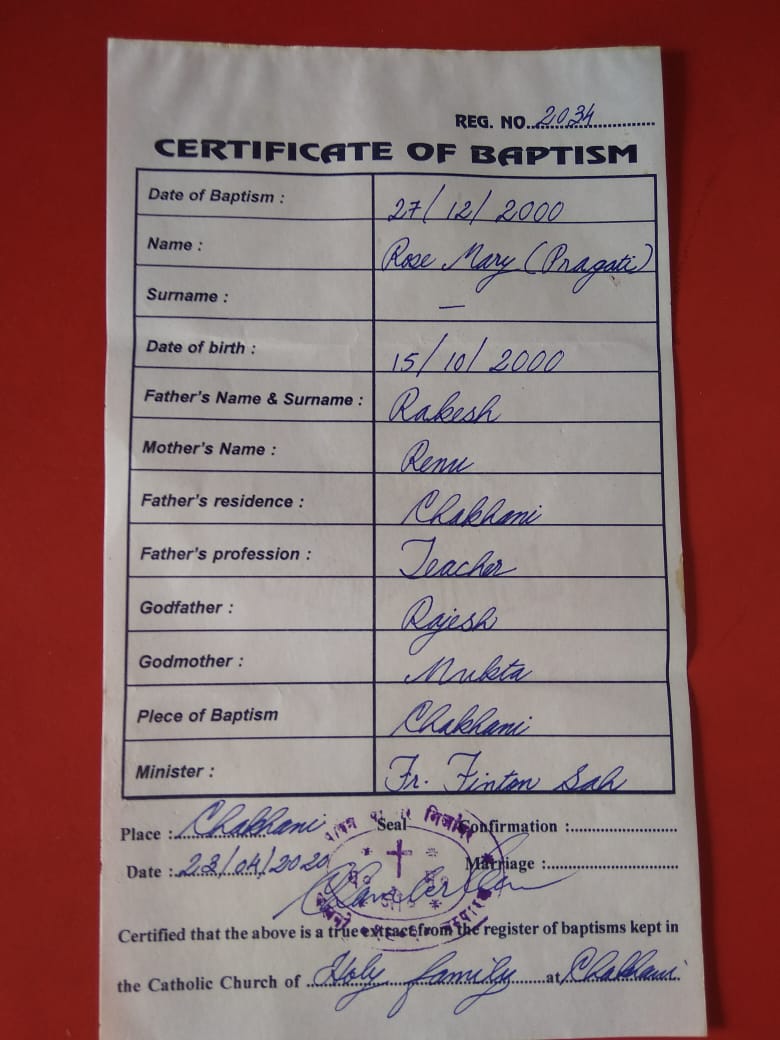 REG. NO. 2034
CERTIFICATE OF BAPTISM
Date of Baptism : 27/12/2000
Name : Rose Mary (Pragati)
Surname : —
Date of birth : 15/10/2000
Father's Name & Surname : Rakesh
Mother's Name : Renu
Father's residence : Chakhani
Father's profession : Teacher
Godfather : Rajesh
Godmother : Mukta
Plece of Baptism Chakhani
Minister : Fr. Finton Sah
Place : Chakhani Seal Confirmation :
Date : 23/04/2020 Marriage :
Certified that the above is a true extract from the register of baptisms kept in
the Catholic Church of Holy family at Chakhani